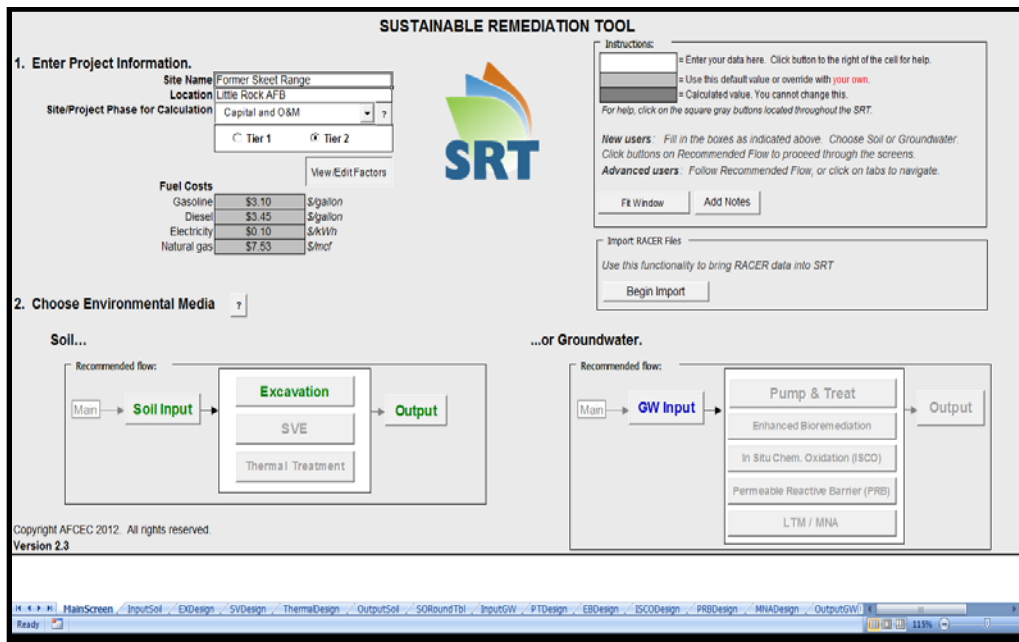 SUSTAINABLE REMEDIATION TOOL
1. Enter Project Information.
Site Name Former Skeet Range
Location Little Rock AFB
Site/Project Phase for Calculation Capital and O&M ?
Tier 1 Tier 2
View/Edit Factors
Fuel Costs
Gasoline $3.10 $/gallon
Diesel $3.45 $/gallon
Electricity $0.10 $/kWh
Natural gas $7.53 $/mcf
SRT
Instructions:
= Enter your data here. Click button to the right of the cell for help.
= Use this default value or override with your own.
= Calculated value. You cannot change this.
For help, click on the square gray buttons located throughout the SRT.
New users: Fill in the boxes as indicated above. Choose Soil or Groundwater.
Click buttons on Recommended Flow to proceed through the screens.
Advanced users: Follow Recommended Flow, or click on tabs to navigate.
Fit Window Add Notes
Import RACER Files
Use this functionality to bring RACER data into SRT
Begin Import
2. Choose Environmental Media ?
Soil...
Recommended flow:
Main Soil Input
Excavation
SVE
Thermal Treatment
Output
...or Groundwater.
Recommended flow:
Main GW Input
Pump & Treat
Enhanced Bioremediation
In Situ Chem. Oxidation (ISCO)
Permeable Reactive Barrier (PRB)
LTM / MNA
Output
Copyright AFCEC 2012. All rights reserved.
Version 2.3
MainScreen InputSoil EXDesign SVDesign ThermaDesign OutputSoil SORoundTbl InputGW PTDesign EBDesign ISCODesign PRBDesign MNADesign OutputGW
Ready 115%